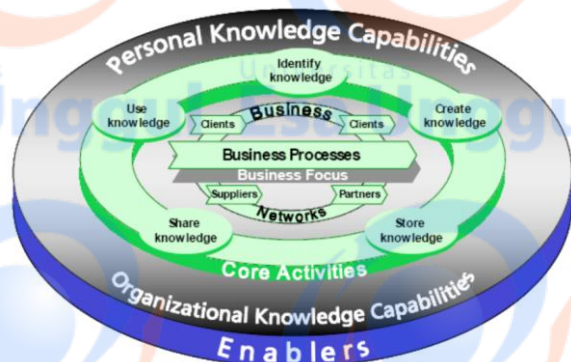 Personal Knowledge Capabilities
Identify
knowledge
Use
knowledge
Create
knowledge
Business
Clients
Clients
Business Processes
Business Focus
Suppliers
Partners
Networks
Share
knowledge
Store
knowledge
Core Activities
Organizational Knowledge Capabilities
Enablers